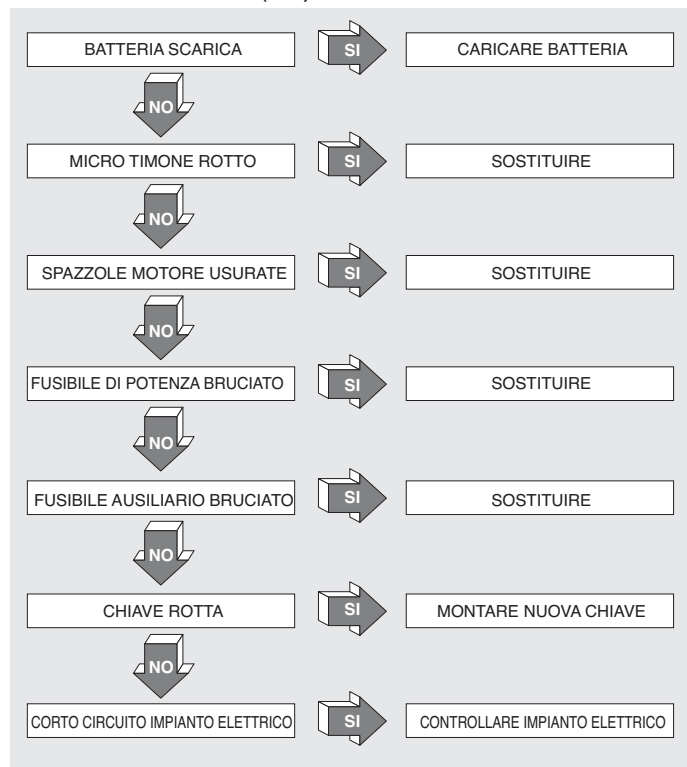 BATTERIA SCARICA SI CARICARE BATTERIA
NO
MICRO TIMONE ROTTO SI SOSTITUIRE
NO
SPAZZOLE MOTORE USURATE SI SOSTITUIRE
NO
FUSIBILE DI POTENZA BRUCIATO SI SOSTITUIRE
NO
FUSIBILE AUSILIARIO BRUCIATO SI SOSTITUIRE
NO
CHIAVE ROTTA SI MONTARE NUOVA CHIAVE
NO
CORTO CIRCUITO IMPIANTO ELETTRICO SI CONTROLLARE IMPIANTO ELETTRICO